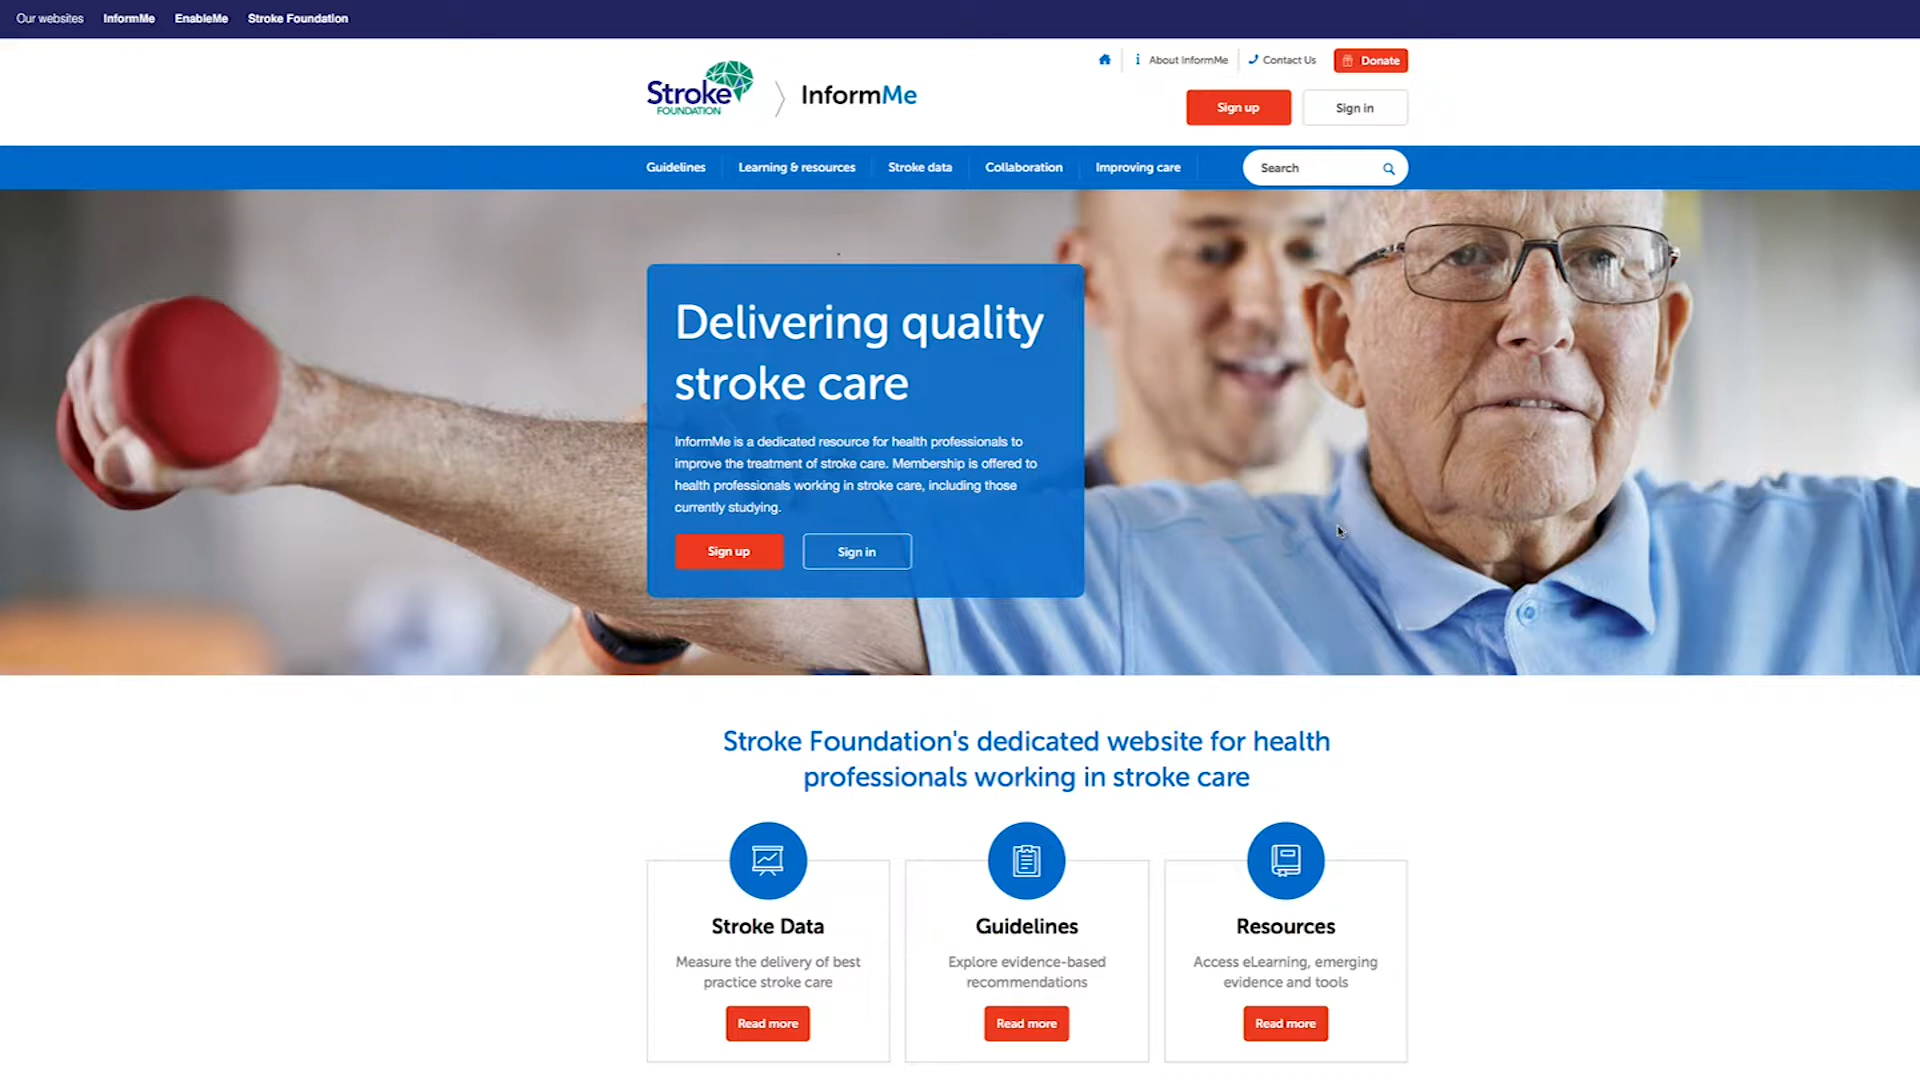 Our websites InformMe EnableMe Stroke Foundation
About InformMe Contact Us Donate
Stroke FOUNDATION InformMe
Sign up Sign in
Guidelines Learning & resources Stroke data Collaboration Improving care Search
Delivering quality
stroke care
InformMe is a dedicated resource for health professionals to
improve the treatment of stroke care. Membership is offered to
health professionals working in stroke care, including those
currently studying.
Sign up Sign in
Stroke Foundation's dedicated website for health
professionals working in stroke care
Stroke Data
Measure the delivery of best
practice stroke care
Read more
Guidelines
Explore evidence-based
recommendations
Read more
Resources
Access eLearning, emerging
evidence and tools
Read more